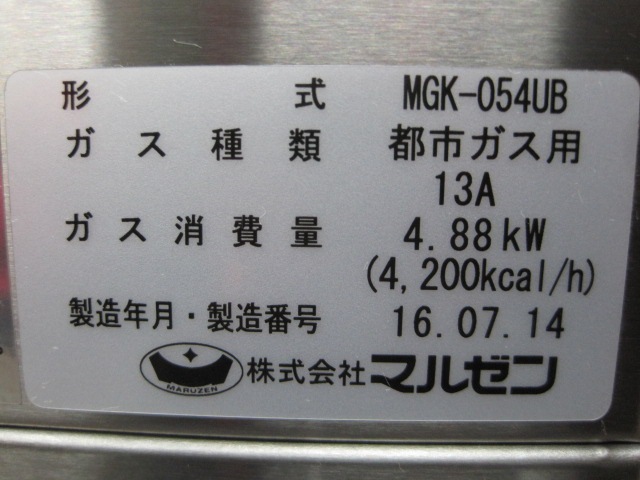 形式 MGK-054UB
ガス種類 都市ガス用
13A
ガス消費量 4.88kW
(4,200kcal/h)
製造年月・製造番号 16.07.14
MARUZEN 株式会社マルゼン